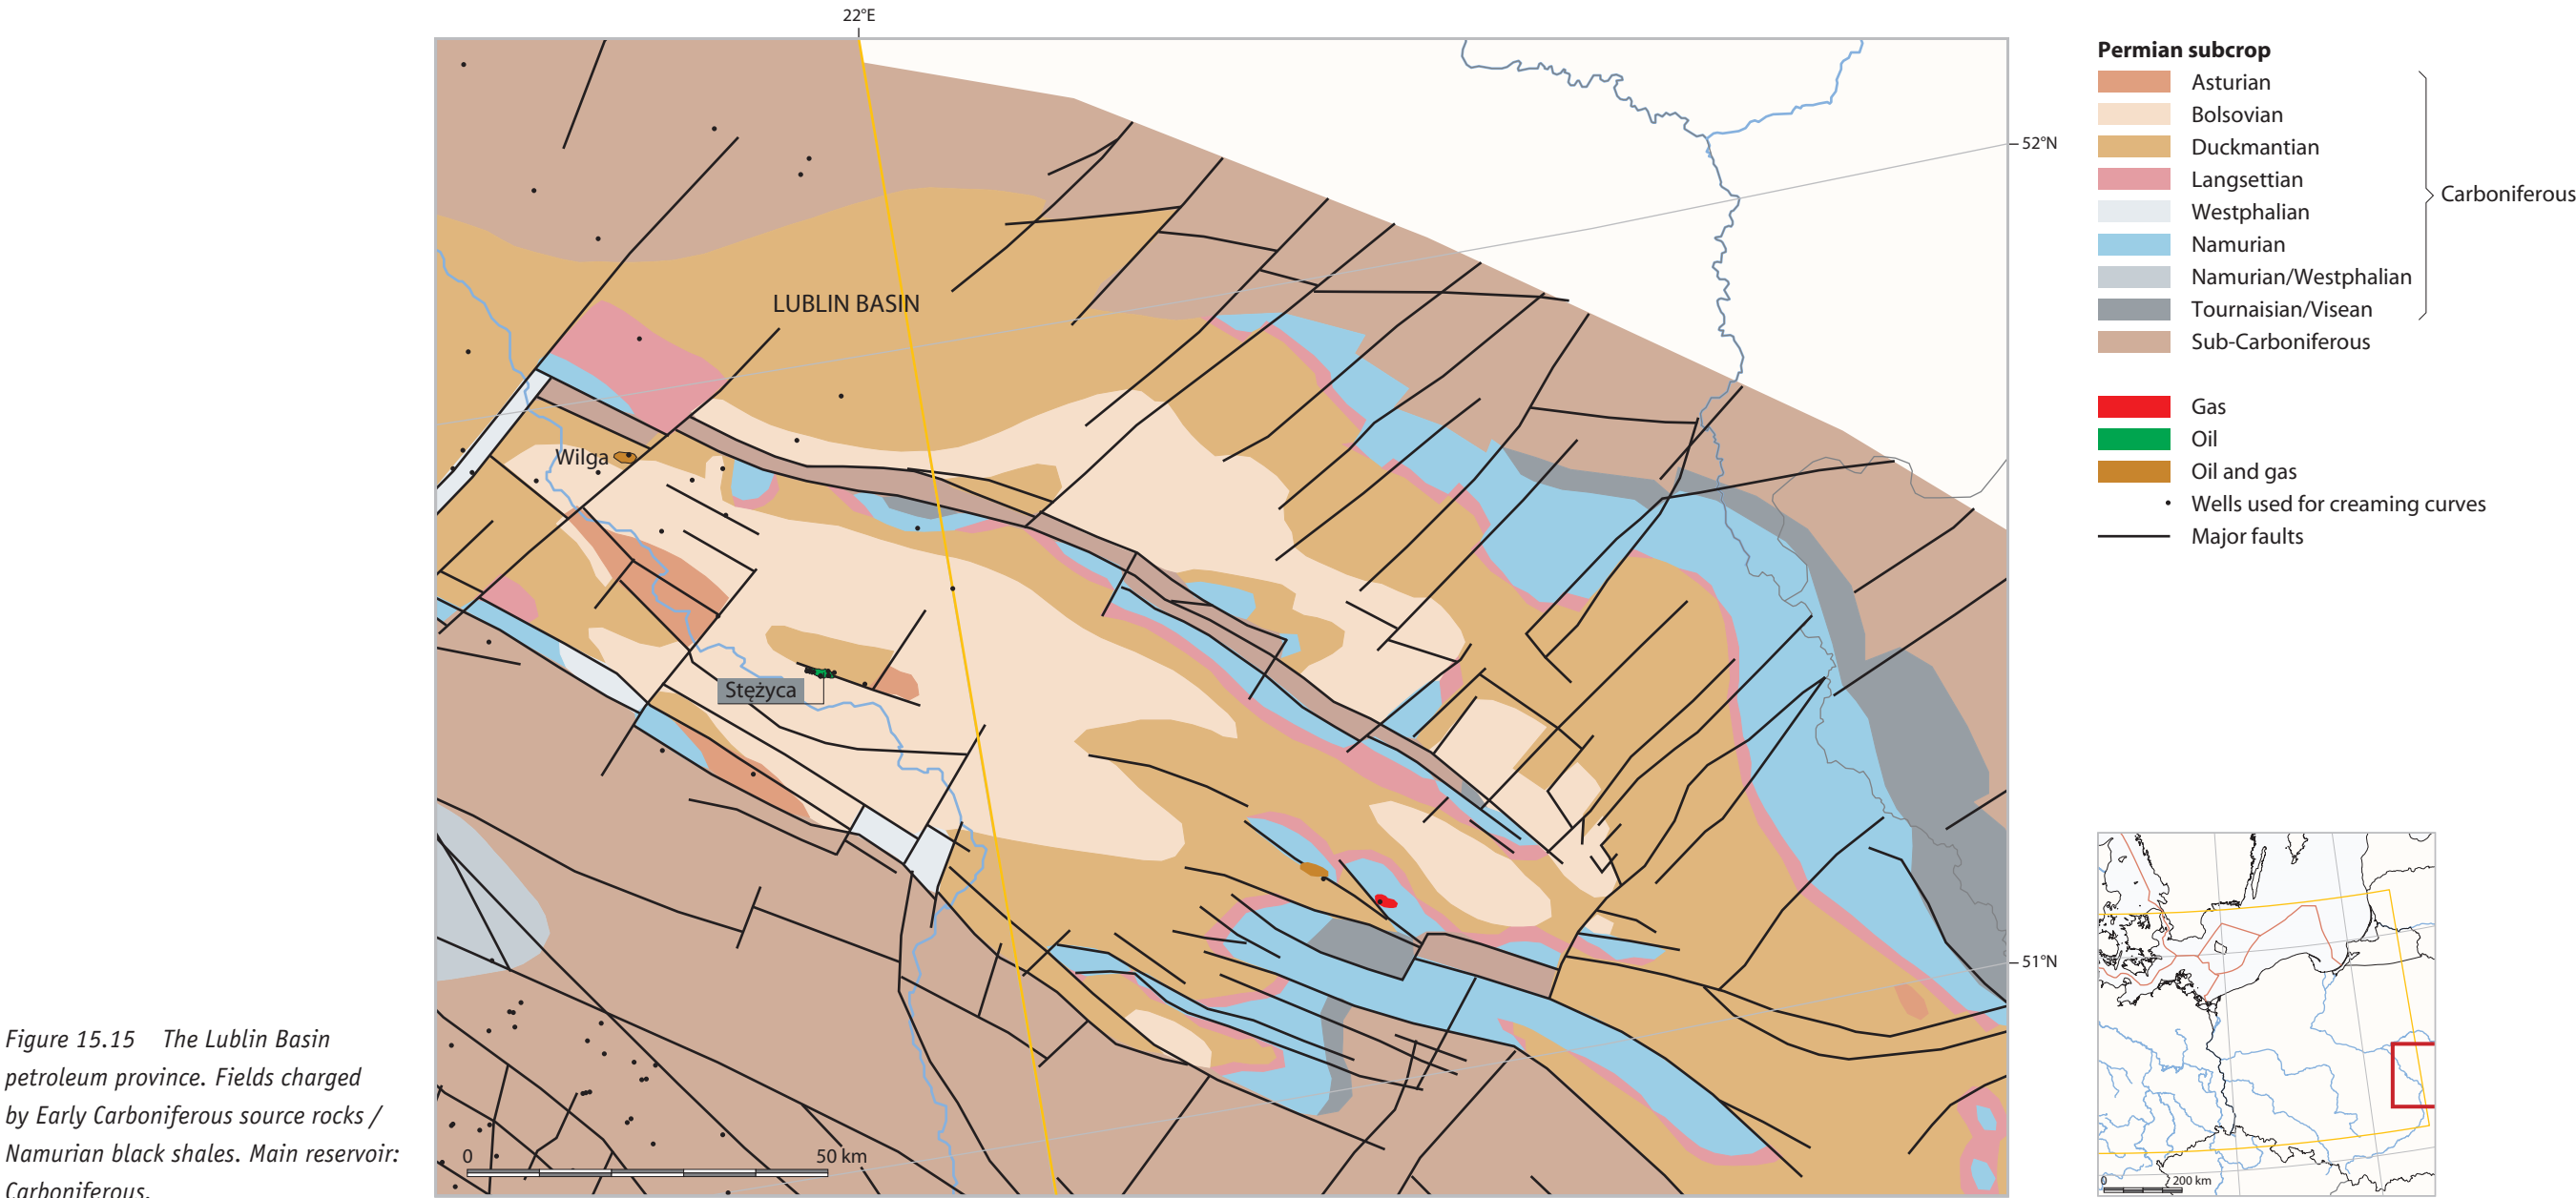 22°E
52°N
LUBLIN BASIN
Wilga
Stężyca
51°N
0 50 km
Permian subcrop
Asturian
Bolsovian
Duckmantian
Langsettian
Westphalian
Namurian
Namurian/Westphalian
Tournaisian/Visean
Carboniferous
Sub-Carboniferous
Gas
Oil
Oil and gas
Wells used for creaming curves
Major faults
0 200 km
Figure 15.15 The Lublin Basin
petroleum province. Fields charged
by Early Carboniferous source rocks /
Namurian black shales. Main reservoir:
Carboniferous.